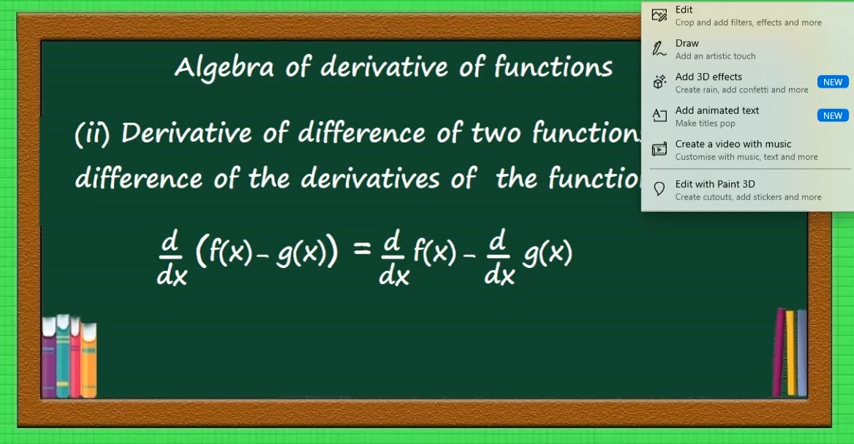 Algebra of derivative of functions
(ii) Derivative of difference of two function
difference of the derivatives of the functio
d/dx (f(x) - g(x)) = d/dx f(x) - d/dx g(x)
Edit
Crop and add filters, effects and more
Draw
Add an artistic touch
Add 3D effects
Create rain, add confetti and more
NEW
Add animated text
Make titles pop
NEW
Create a video with music
Customise with music, text and more
Edit with Paint 3D
Create cutouts, add stickers and more